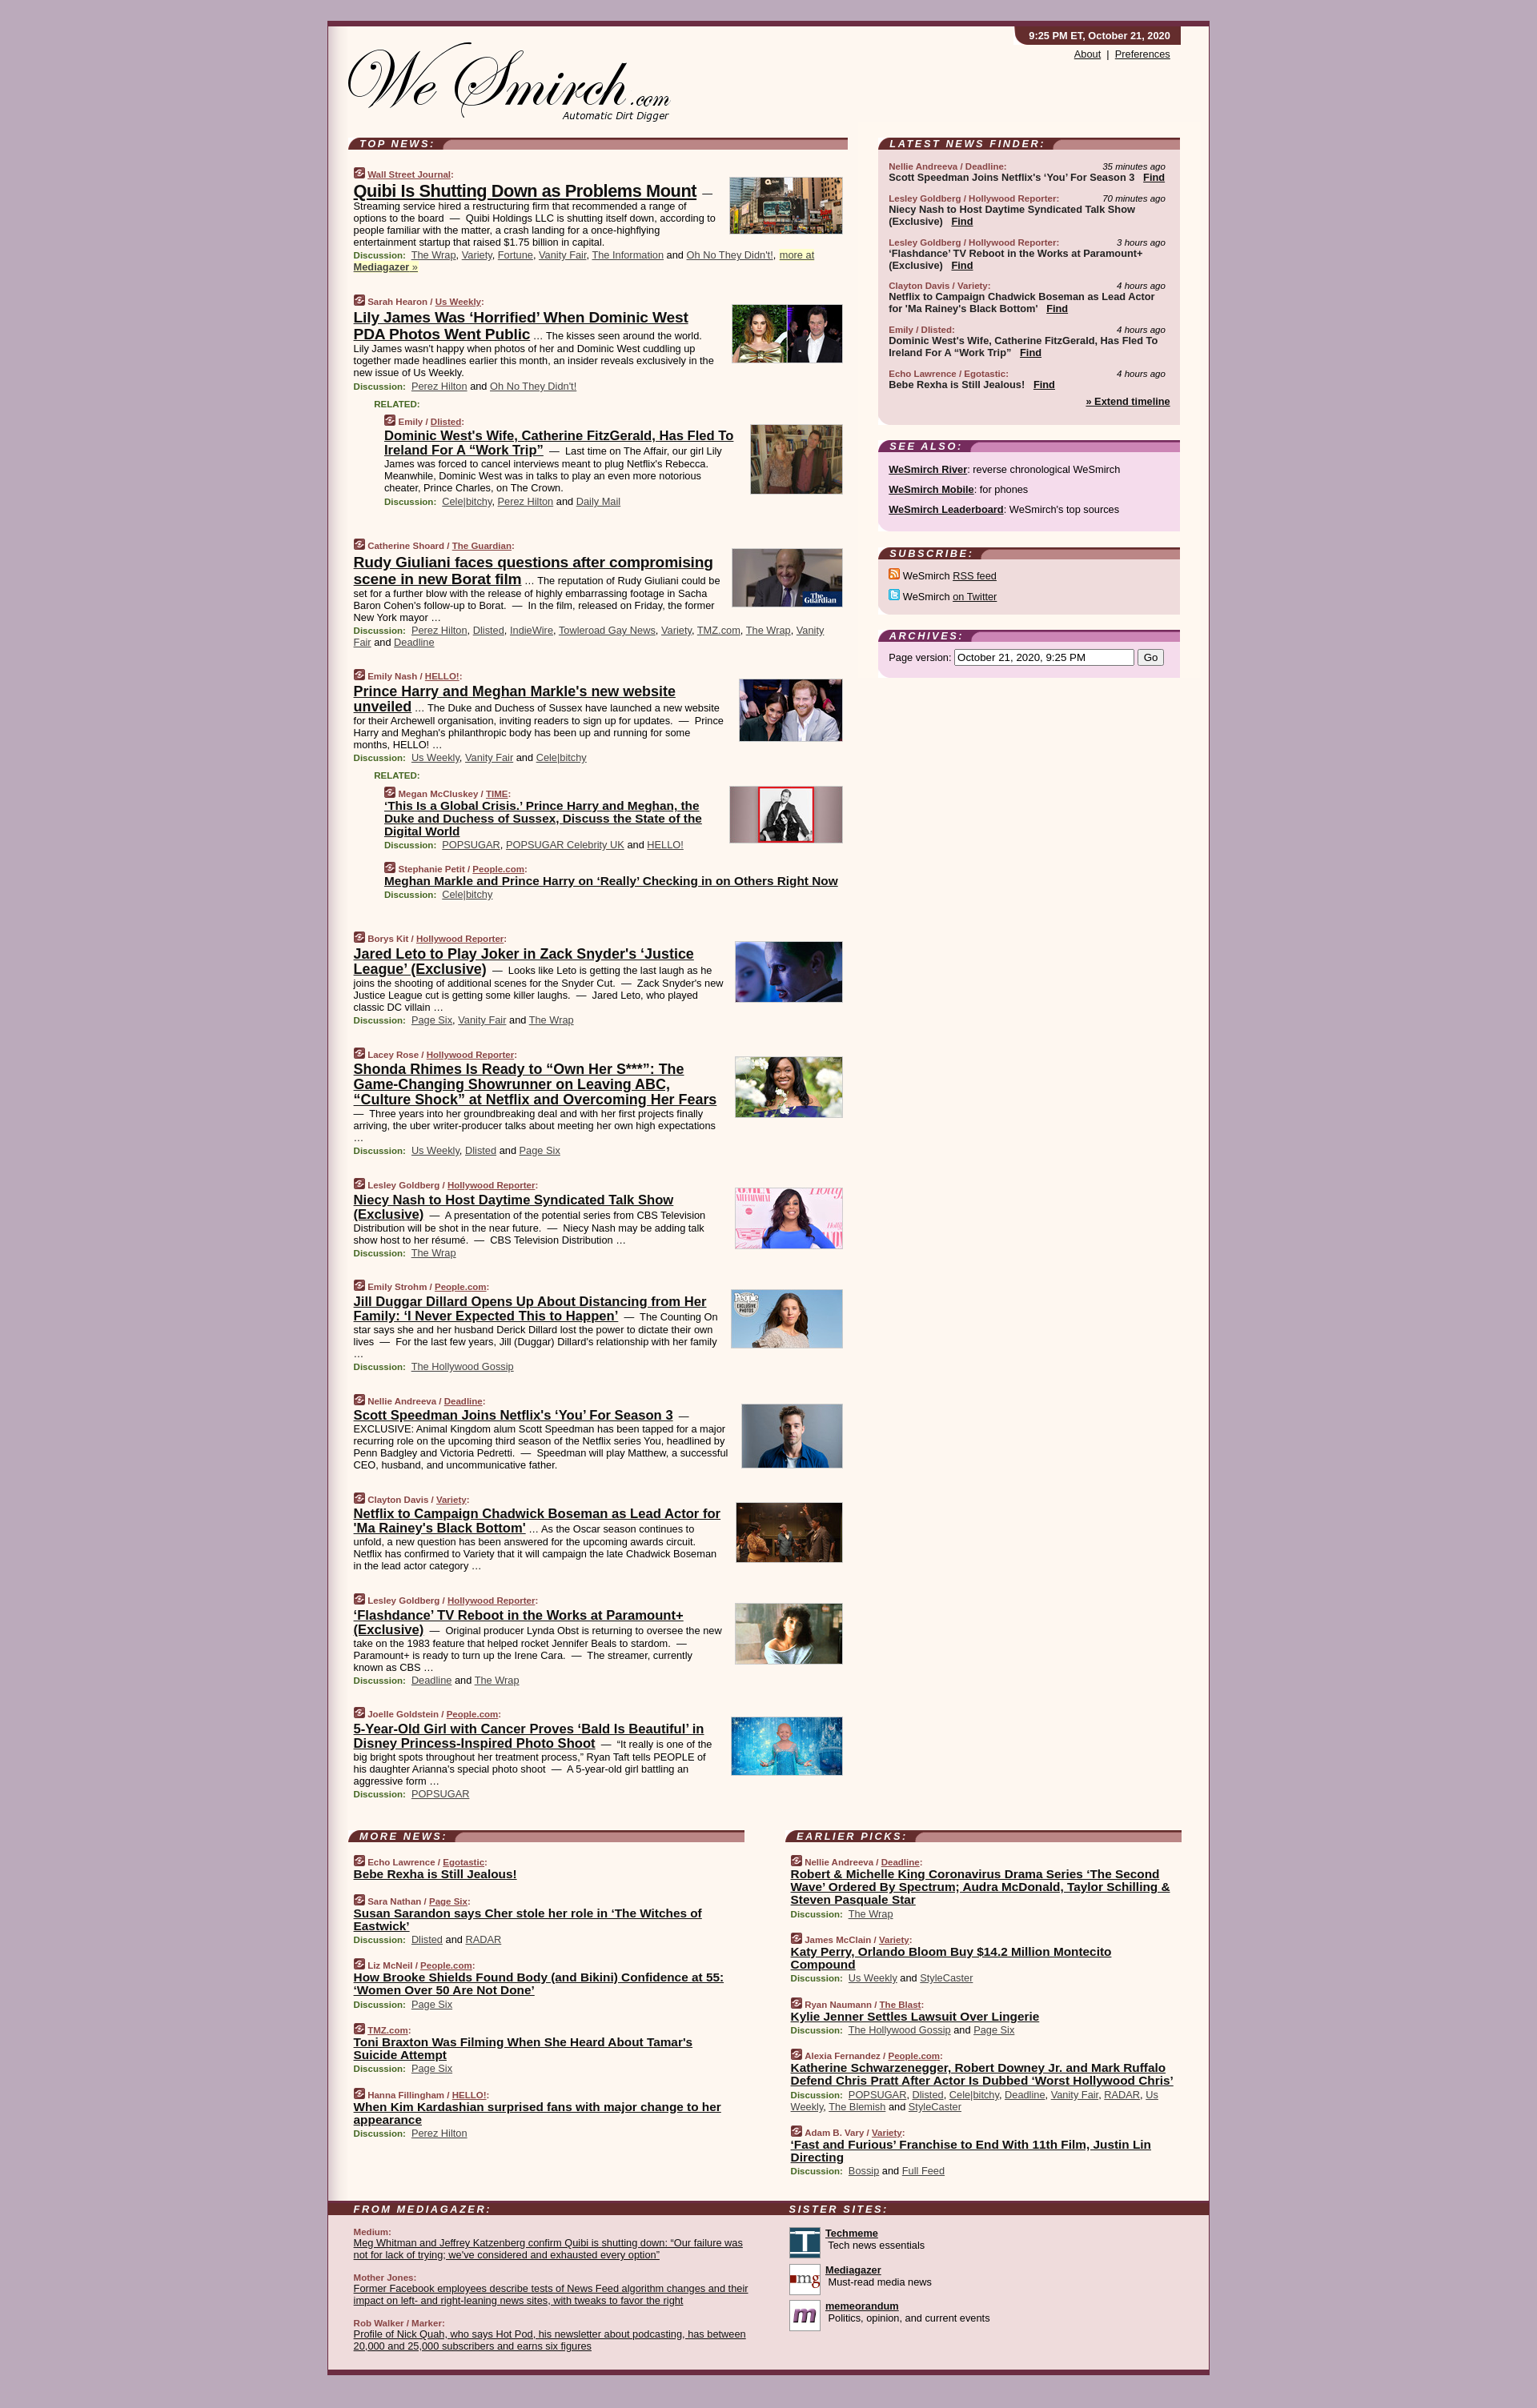 9:25 PM ET, October 21, 2020
About | Preferences
We Smirch.com
Automatic Dirt Digger
TOP NEWS:
Wall Street Journal:
Quibi Is Shutting Down as Problems Mount —
Streaming service hired a restructuring firm that recommended a range of
options to the board — Quibi Holdings LLC is shutting itself down, according to
people familiar with the matter, a crash landing for a once-highflying
entertainment startup that raised $1.75 billion in capital.
Discussion: The Wrap, Variety, Fortune, Vanity Fair, The Information and Oh No They Didn't!, more at
Mediagazer »
Sarah Hearon / Us Weekly:
Lily James Was ‘Horrified’ When Dominic West
PDA Photos Went Public … The kisses seen around the world.
Lily James wasn't happy when photos of her and Dominic West cuddling up
together made headlines earlier this month, an insider reveals exclusively in the
new issue of Us Weekly.
Discussion: Perez Hilton and Oh No They Didn't!
RELATED:
Emily / Dlisted:
Dominic West's Wife, Catherine FitzGerald, Has Fled To
Ireland For A “Work Trip” — Last time on The Affair, our girl Lily
James was forced to cancel interviews meant to plug Netflix's Rebecca.
Meanwhile, Dominic West was in talks to play an even more notorious
cheater, Prince Charles, on The Crown.
Discussion: Cele|bitchy, Perez Hilton and Daily Mail
Catherine Shoard / The Guardian:
Rudy Giuliani faces questions after compromising
scene in new Borat film … The reputation of Rudy Giuliani could be
set for a further blow with the release of highly embarrassing footage in Sacha
Baron Cohen's follow-up to Borat. — In the film, released on Friday, the former
New York mayor …
The Guardian
Discussion: Perez Hilton, Dlisted, IndieWire, Towleroad Gay News, Variety, TMZ.com, The Wrap, Vanity
Fair and Deadline
Emily Nash / HELLO!:
Prince Harry and Meghan Markle's new website
unveiled … The Duke and Duchess of Sussex have launched a new website
for their Archewell organisation, inviting readers to sign up for updates. — Prince
Harry and Meghan's philanthropic body has been up and running for some
months, HELLO! …
Discussion: Us Weekly, Vanity Fair and Cele|bitchy
RELATED:
Megan McCluskey / TIME:
‘This Is a Global Crisis.’ Prince Harry and Meghan, the
Duke and Duchess of Sussex, Discuss the State of the
Digital World
Discussion: POPSUGAR, POPSUGAR Celebrity UK and HELLO!
Stephanie Petit / People.com:
Meghan Markle and Prince Harry on ‘Really’ Checking in on Others Right Now
Discussion: Cele|bitchy
Borys Kit / Hollywood Reporter:
Jared Leto to Play Joker in Zack Snyder's ‘Justice
League’ (Exclusive) — Looks like Leto is getting the last laugh as he
joins the shooting of additional scenes for the Snyder Cut. — Zack Snyder's new
Justice League cut is getting some killer laughs. — Jared Leto, who played
classic DC villain …
Discussion: Page Six, Vanity Fair and The Wrap
Lacey Rose / Hollywood Reporter:
Shonda Rhimes Is Ready to “Own Her S***”: The
Game-Changing Showrunner on Leaving ABC,
“Culture Shock” at Netflix and Overcoming Her Fears
— Three years into her groundbreaking deal and with her first projects finally
arriving, the uber writer-producer talks about meeting her own high expectations
…
Discussion: Us Weekly, Dlisted and Page Six
Lesley Goldberg / Hollywood Reporter:
Niecy Nash to Host Daytime Syndicated Talk Show
(Exclusive) — A presentation of the potential series from CBS Television
Distribution will be shot in the near future. — Niecy Nash may be adding talk
show host to her résumé. — CBS Television Distribution …
Discussion: The Wrap
Emily Strohm / People.com:
Jill Duggar Dillard Opens Up About Distancing from Her
Family: ‘I Never Expected This to Happen’ — The Counting On
star says she and her husband Derick Dillard lost the power to dictate their own
lives — For the last few years, Jill (Duggar) Dillard's relationship with her family
…
People
EXCLUSIVE PHOTOS
Discussion: The Hollywood Gossip
Nellie Andreeva / Deadline:
Scott Speedman Joins Netflix's ‘You’ For Season 3 —
EXCLUSIVE: Animal Kingdom alum Scott Speedman has been tapped for a major
recurring role on the upcoming third season of the Netflix series You, headlined by
Penn Badgley and Victoria Pedretti. — Speedman will play Matthew, a successful
CEO, husband, and uncommunicative father.
Clayton Davis / Variety:
Netflix to Campaign Chadwick Boseman as Lead Actor for
'Ma Rainey's Black Bottom' … As the Oscar season continues to
unfold, a new question has been answered for the upcoming awards circuit.
Netflix has confirmed to Variety that it will campaign the late Chadwick Boseman
in the lead actor category …
Lesley Goldberg / Hollywood Reporter:
‘Flashdance’ TV Reboot in the Works at Paramount+
(Exclusive) — Original producer Lynda Obst is returning to oversee the new
take on the 1983 feature that helped rocket Jennifer Beals to stardom. —
Paramount+ is ready to turn up the Irene Cara. — The streamer, currently
known as CBS …
Discussion: Deadline and The Wrap
Joelle Goldstein / People.com:
5-Year-Old Girl with Cancer Proves ‘Bald Is Beautiful’ in
Disney Princess-Inspired Photo Shoot — “It really is one of the
big bright spots throughout her treatment process,” Ryan Taft tells PEOPLE of
his daughter Arianna's special photo shoot — A 5-year-old girl battling an
aggressive form …
Discussion: POPSUGAR
LATEST NEWS FINDER:
Nellie Andreeva / Deadline: 35 minutes ago
Scott Speedman Joins Netflix's ‘You’ For Season 3 Find
Lesley Goldberg / Hollywood Reporter: 70 minutes ago
Niecy Nash to Host Daytime Syndicated Talk Show
(Exclusive) Find
Lesley Goldberg / Hollywood Reporter: 3 hours ago
‘Flashdance’ TV Reboot in the Works at Paramount+
(Exclusive) Find
Clayton Davis / Variety: 4 hours ago
Netflix to Campaign Chadwick Boseman as Lead Actor
for 'Ma Rainey's Black Bottom' Find
Emily / Dlisted: 4 hours ago
Dominic West's Wife, Catherine FitzGerald, Has Fled To
Ireland For A “Work Trip” Find
Echo Lawrence / Egotastic: 4 hours ago
Bebe Rexha is Still Jealous! Find
» Extend timeline
SEE ALSO:
WeSmirch River: reverse chronological WeSmirch
WeSmirch Mobile: for phones
WeSmirch Leaderboard: WeSmirch's top sources
SUBSCRIBE:
WeSmirch RSS feed
WeSmirch on Twitter
ARCHIVES:
Page version: October 21, 2020, 9:25 PM Go
MORE NEWS:
Echo Lawrence / Egotastic:
Bebe Rexha is Still Jealous!
Sara Nathan / Page Six:
Susan Sarandon says Cher stole her role in ‘The Witches of
Eastwick’
Discussion: Dlisted and RADAR
Liz McNeil / People.com:
How Brooke Shields Found Body (and Bikini) Confidence at 55:
‘Women Over 50 Are Not Done’
Discussion: Page Six
TMZ.com:
Toni Braxton Was Filming When She Heard About Tamar's
Suicide Attempt
Discussion: Page Six
Hanna Fillingham / HELLO!:
When Kim Kardashian surprised fans with major change to her
appearance
Discussion: Perez Hilton
EARLIER PICKS:
Nellie Andreeva / Deadline:
Robert & Michelle King Coronavirus Drama Series ‘The Second
Wave’ Ordered By Spectrum; Audra McDonald, Taylor Schilling &
Steven Pasquale Star
Discussion: The Wrap
James McClain / Variety:
Katy Perry, Orlando Bloom Buy $14.2 Million Montecito
Compound
Discussion: Us Weekly and StyleCaster
Ryan Naumann / The Blast:
Kylie Jenner Settles Lawsuit Over Lingerie
Discussion: The Hollywood Gossip and Page Six
Alexia Fernandez / People.com:
Katherine Schwarzenegger, Robert Downey Jr. and Mark Ruffalo
Defend Chris Pratt After Actor Is Dubbed ‘Worst Hollywood Chris’
Discussion: POPSUGAR, Dlisted, Cele|bitchy, Deadline, Vanity Fair, RADAR, Us
Weekly, The Blemish and StyleCaster
Adam B. Vary / Variety:
‘Fast and Furious’ Franchise to End With 11th Film, Justin Lin
Directing
Discussion: Bossip and Full Feed
FROM MEDIAGAZER:
Medium:
Meg Whitman and Jeffrey Katzenberg confirm Quibi is shutting down: “Our failure was
not for lack of trying; we've considered and exhausted every option”
Mother Jones:
Former Facebook employees describe tests of News Feed algorithm changes and their
impact on left- and right-leaning news sites, with tweaks to favor the right
Rob Walker / Marker:
Profile of Nick Quah, who says Hot Pod, his newsletter about podcasting, has between
20,000 and 25,000 subscribers and earns six figures
SISTER SITES:
T
Techmeme
Tech news essentials
mg
Mediagazer
Must-read media news
m
memeorandum
Politics, opinion, and current events